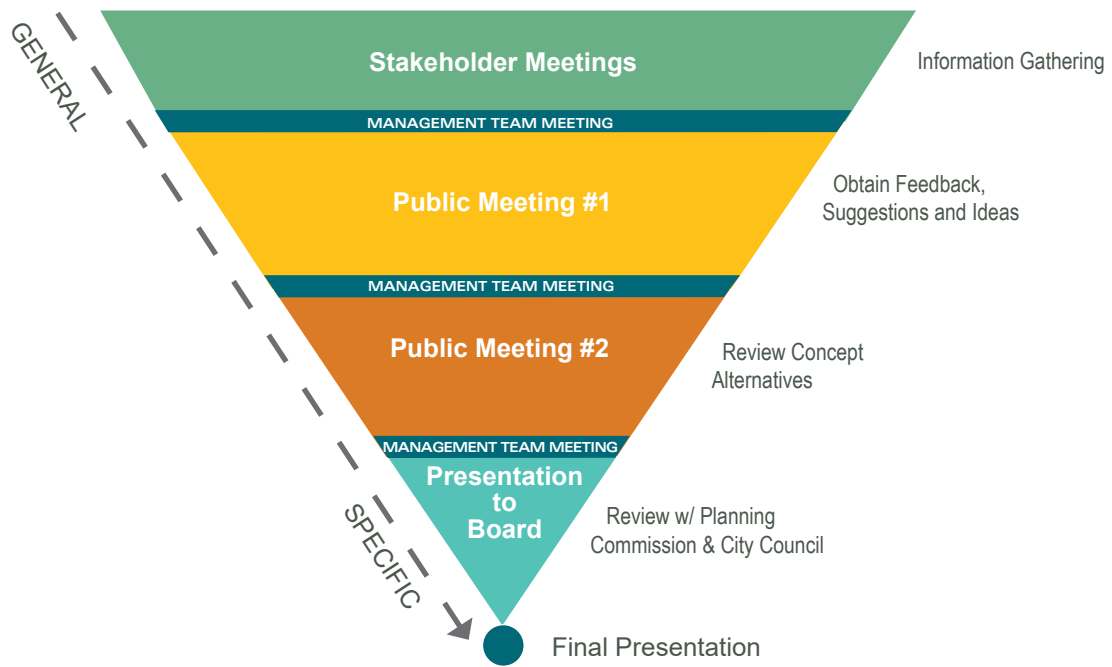 GENERAL
Stakeholder Meetings
Information Gathering
MANAGEMENT TEAM MEETING
Public Meeting #1
Obtain Feedback,
Suggestions and Ideas
MANAGEMENT TEAM MEETING
Public Meeting #2
Review Concept
Alternatives
MANAGEMENT TEAM MEETING
Presentation
to
Board
Review w/ Planning
Commission & City Council
SPECIFIC
Final Presentation